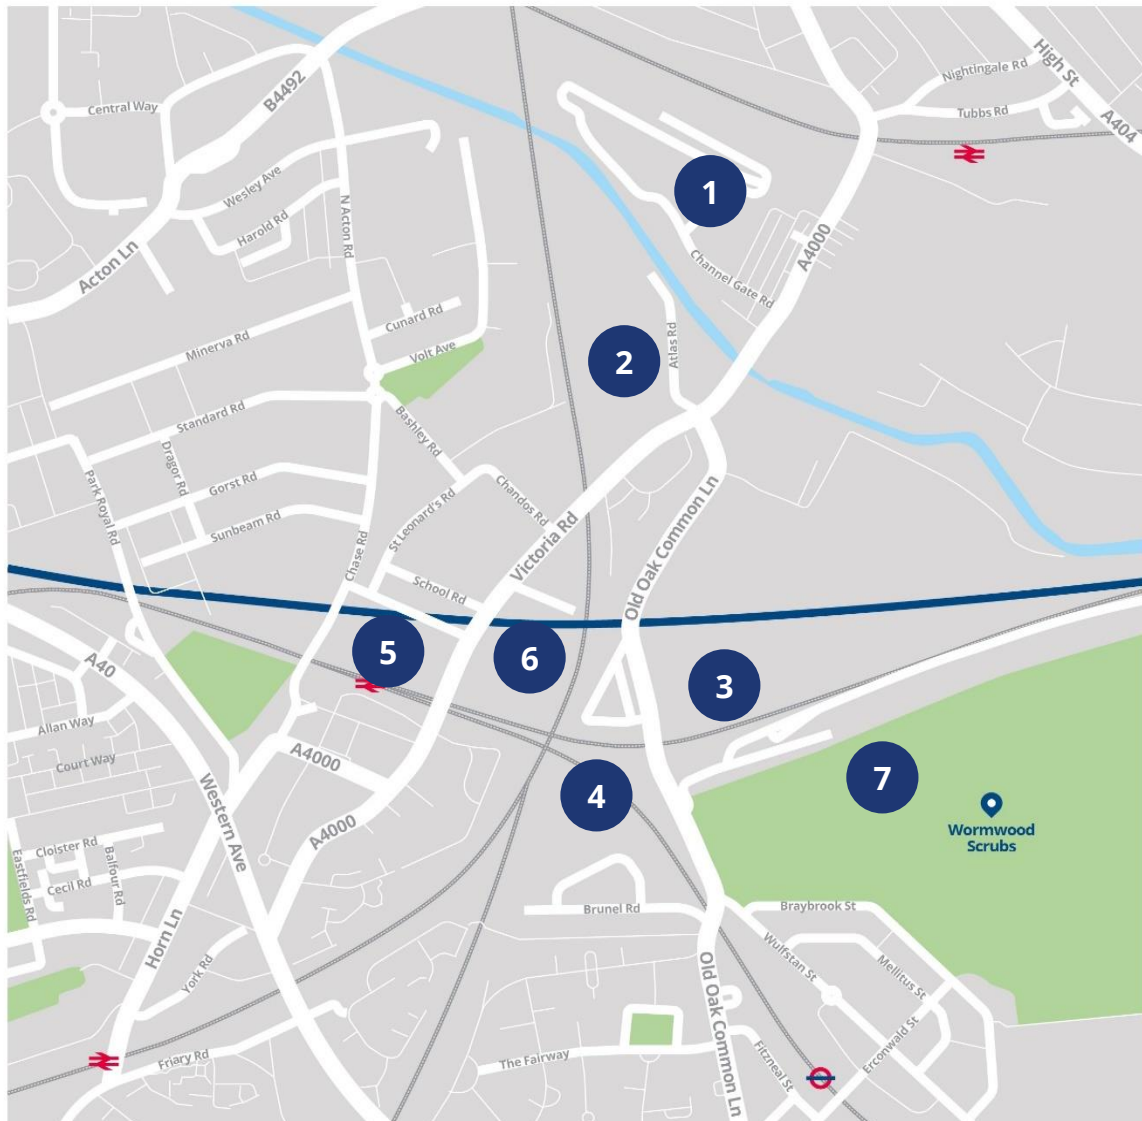 High St
Nightingale Rd
Tubbs Rd
A404
B4492
Central Way
Wesley Ave
N Acton Rd
Harold Rd
1
A4000
Acton Ln
Channel Gate Rd
Cunard Rd
Minerva Rd
Volt Ave
Atlas Rd
2
Standard Rd
Bashley Rd
Dragor Rd
Park Royal Rd
Gorst Rd
Chandos Rd
St Leonard's Rd
Sunbeam Rd
Victoria Rd
Old Oak Common Ln
Chase Rd
School Rd
5
6
3
A40
Allan Way
Court Way
A4000
4
7
Wormwood
Scrubs
Western Ave
A4000
Cloister Rd
Balfour Rd
Eastfields Rd
Cecil Rd
Brunel Rd
Braybrook St
Horn Ln
Wulfstan St
Mellitus St
York Rd
Old Oak Common Ln
Erconwald St
Friary Rd
The Fairway
Fitzneal St